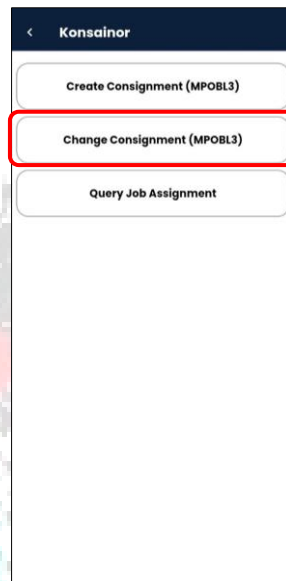 Konsainor
Create Consignment (MPOBL3)
Change Consignment (MPOBL3)
Query Job Assignment